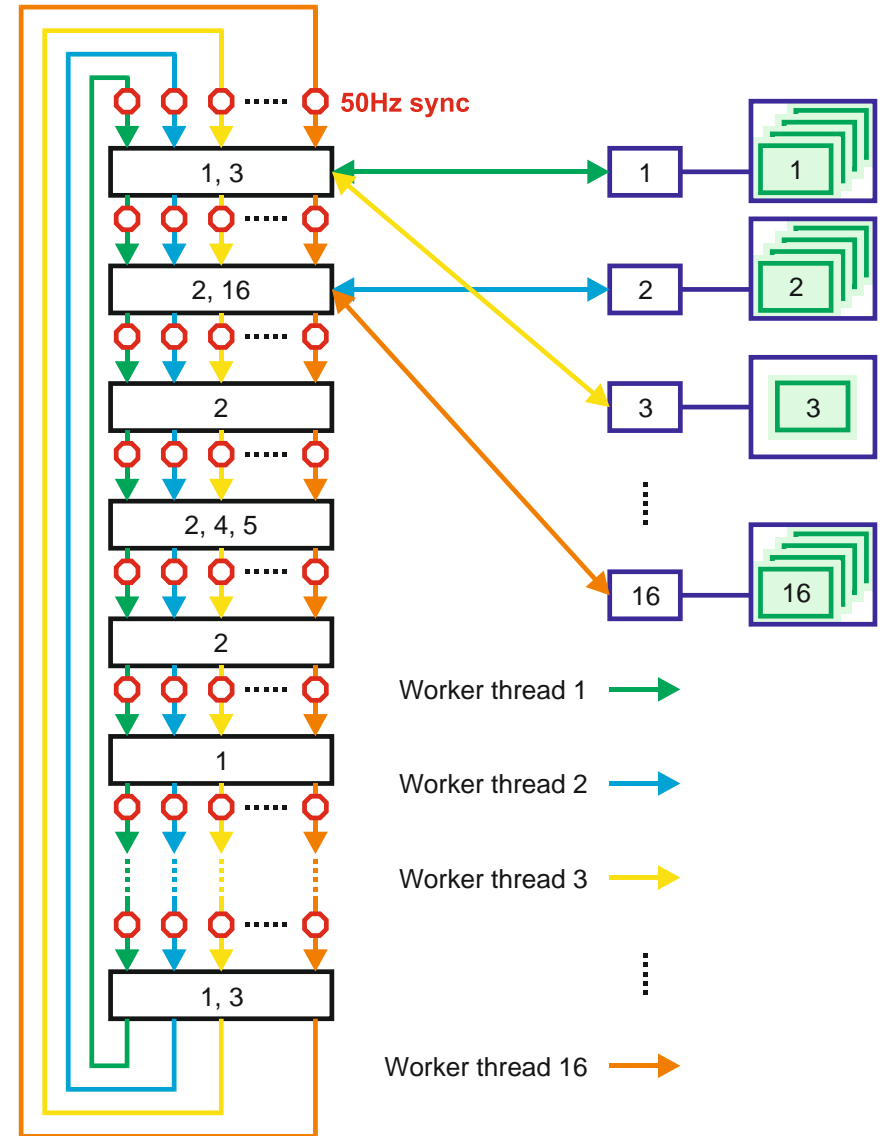 50Hz sync
1, 3
1
1
2, 16
2
2
2
3
3
2, 4, 5
16
16
2
Worker thread 1
1
Worker thread 2
Worker thread 3
1, 3
Worker thread 16